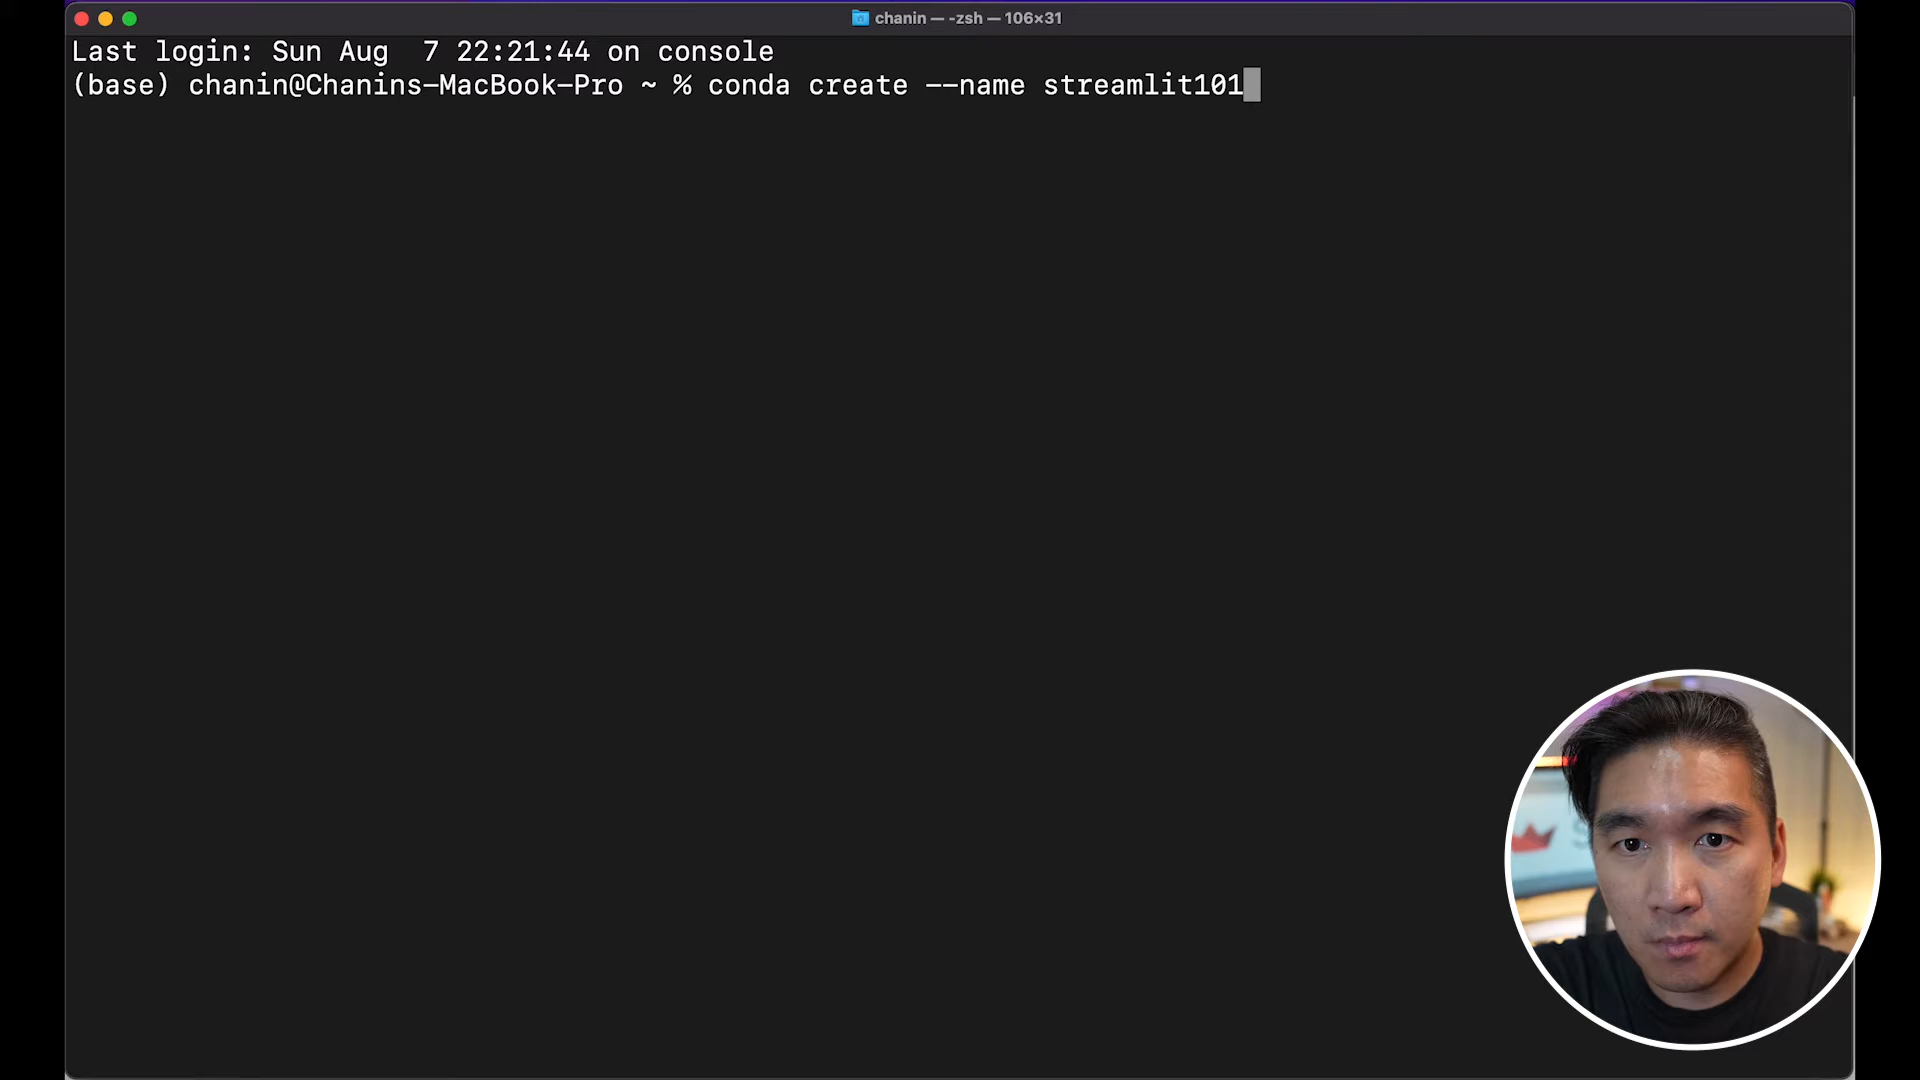 chanin — -zsh — 106×31
Last login: Sun Aug  7 22:21:44 on console
(base) chanin@Chanins-MacBook-Pro ~ % conda create --name streamlit101